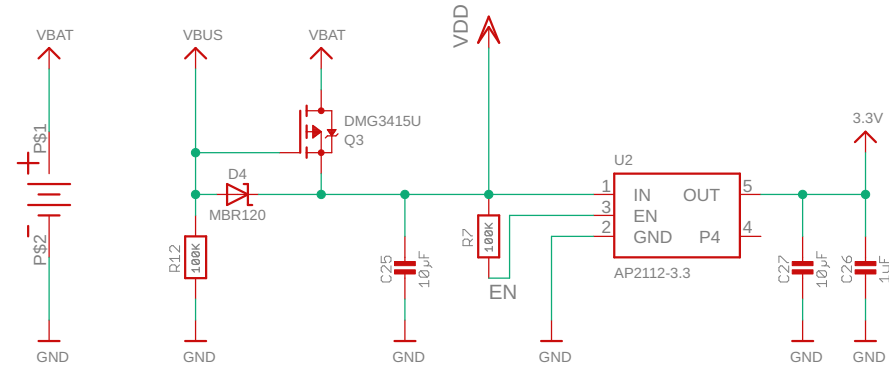 VBAT
P$1
P$2
GND
VBUS
VBAT
DMG3415U
Q3
D4
MBR120
R12
100K
GND
C25
10µF
GND
VDD
R7
100K
EN
GND
U2
1
3
2
IN
EN
GND
OUT
P4
5
4
AP2112-3.3
3.3V
C27
10µF
GND
C26
1uF
GND